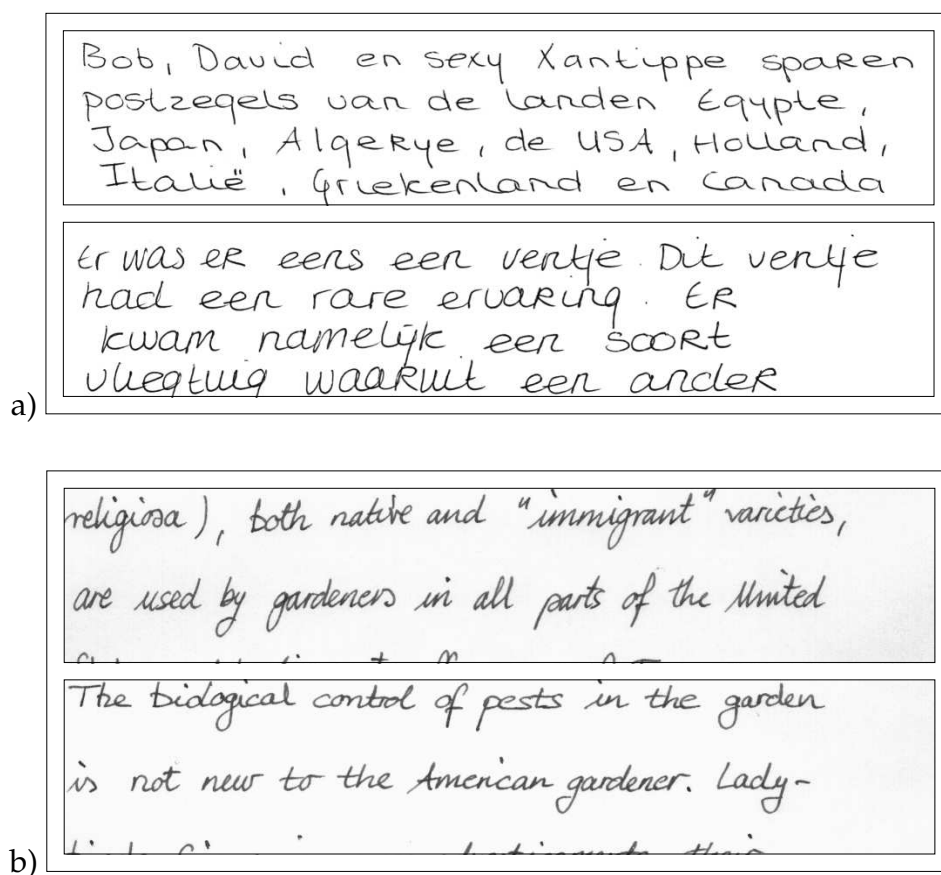 Bob, David en sexy Xantippe sparen
postzegels van de landen Egypte,
Japan, Algerye, de USA, Holland,
Italië, Griekenland en Canada
Er was er eens een ventje. Dit ventje
had een rare ervaring. Er
kwam namelijk een soort
vliegtuig waaruit een ander
a)
religiosa), both native and "immigrant" varieties,
are used by gardeners in all parts of the United
The biological control of pests in the garden
is not new to the American gardener. Lady-
b)